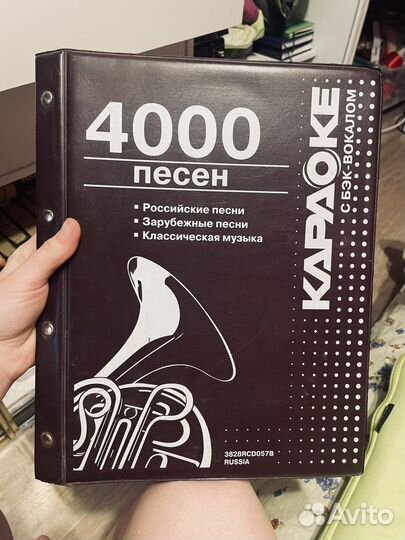 4000
песен
▪ Российские песни
▪ Зарубежные песни
▪ Классическая музыка
КАРАОКЕ
С БЭК-ВОКАЛОМ
3828RCD057B
RUSSIA
Avito